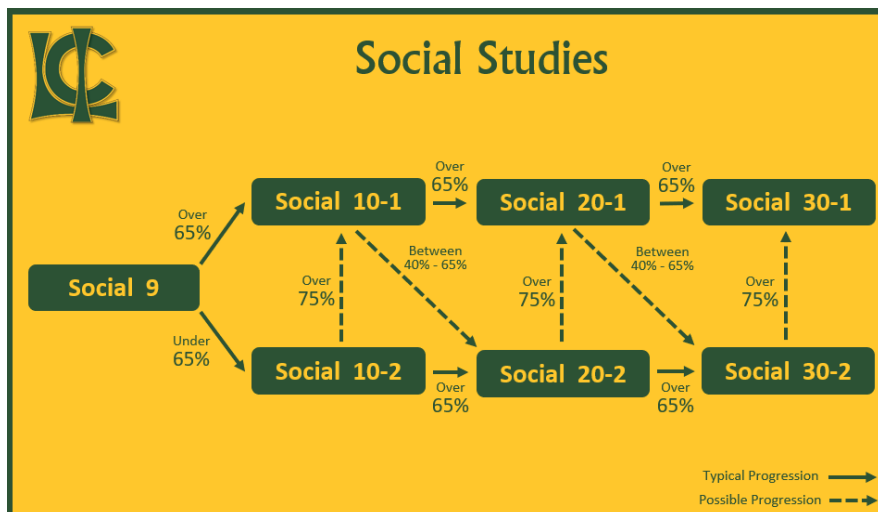 LCC
Social Studies
Over
65%
Over
65%
Social 10-1
Social 20-1
Social 30-1
Over
65%
Between
40% - 65%
Between
40% - 65%
Social 9
Over
75%
Over
75%
Over
75%
Under
65%
Social 10-2
Social 20-2
Social 30-2
Over
65%
Over
65%
Typical Progression
Possible Progression